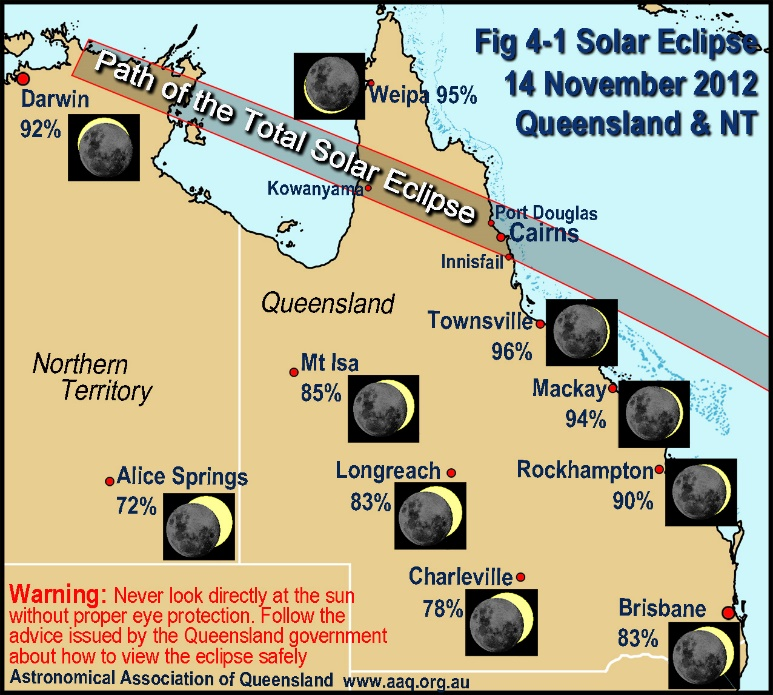 Fig 4-1 Solar Eclipse
14 November 2012
Queensland & NT
Path of the Total Solar Eclipse
Darwin
92%
Weipa 95%
Kowanyama
Port Douglas
Cairns
Innisfail
Queensland
Northern
Territory
Townsville
96%
Mt Isa
85%
Mackay
94%
Alice Springs
72%
Longreach
83%
Rockhampton
90%
Charleville
78%
Brisbane
83%
Warning: Never look directly at the sun
without proper eye protection. Follow the
advice issued by the Queensland government
about how to view the eclipse safely
Astronomical Association of Queensland www.aaq.org.au